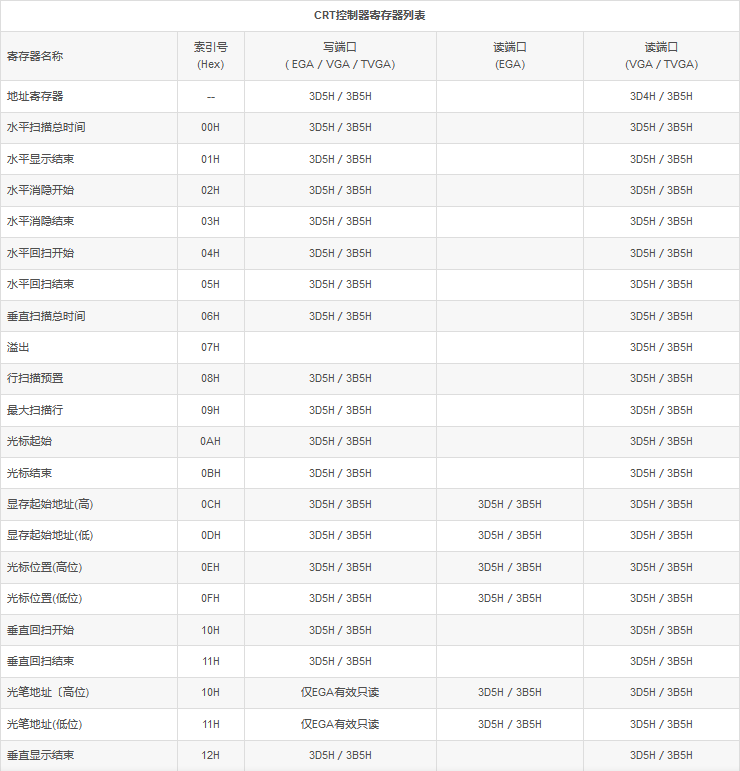 CRT控制器寄存器列表
寄存器名称 索引号 (Hex) 写端口 ( EGA / VGA / TVGA) 读端口 (EGA) 读端口 (VGA / TVGA)
地址寄存器 -- 3D5H / 3B5H 3D4H / 3B5H
水平扫描总时间 00H 3D5H / 3B5H 3D5H / 3B5H
水平显示结束 01H 3D5H / 3B5H 3D5H / 3B5H
水平消隐开始 02H 3D5H / 3B5H 3D5H / 3B5H
水平消隐结束 03H 3D5H / 3B5H 3D5H / 3B5H
水平回扫开始 04H 3D5H / 3B5H 3D5H / 3B5H
水平回扫结束 05H 3D5H / 3B5H 3D5H / 3B5H
垂直扫描总时间 06H 3D5H / 3B5H 3D5H / 3B5H
溢出 07H 3D5H / 3B5H
行扫描预置 08H 3D5H / 3B5H 3D5H / 3B5H
最大扫描行 09H 3D5H / 3B5H 3D5H / 3B5H
光标起始 0AH 3D5H / 3B5H 3D5H / 3B5H
光标结束 0BH 3D5H / 3B5H 3D5H / 3B5H
显存起始地址(高) 0CH 3D5H / 3B5H 3D5H / 3B5H 3D5H / 3B5H
显存起始地址(低) 0DH 3D5H / 3B5H 3D5H / 3B5H 3D5H / 3B5H
光标位置(高位) 0EH 3D5H / 3B5H 3D5H / 3B5H 3D5H / 3B5H
光标位置(低位) 0FH 3D5H / 3B5H 3D5H / 3B5H 3D5H / 3B5H
垂直回扫开始 10H 3D5H / 3B5H 3D5H / 3B5H
垂直回扫结束 11H 3D5H / 3B5H 3D5H / 3B5H
光笔地址〔高位) 10H 仅EGA有效只读 3D5H / 3B5H 3D5H / 3B5H
光笔地址(低位) 11H 仅EGA有效只读 3D5H / 3B5H 3D5H / 3B5H
垂直显示结束 12H 3D5H / 3B5H 3D5H / 3B5H